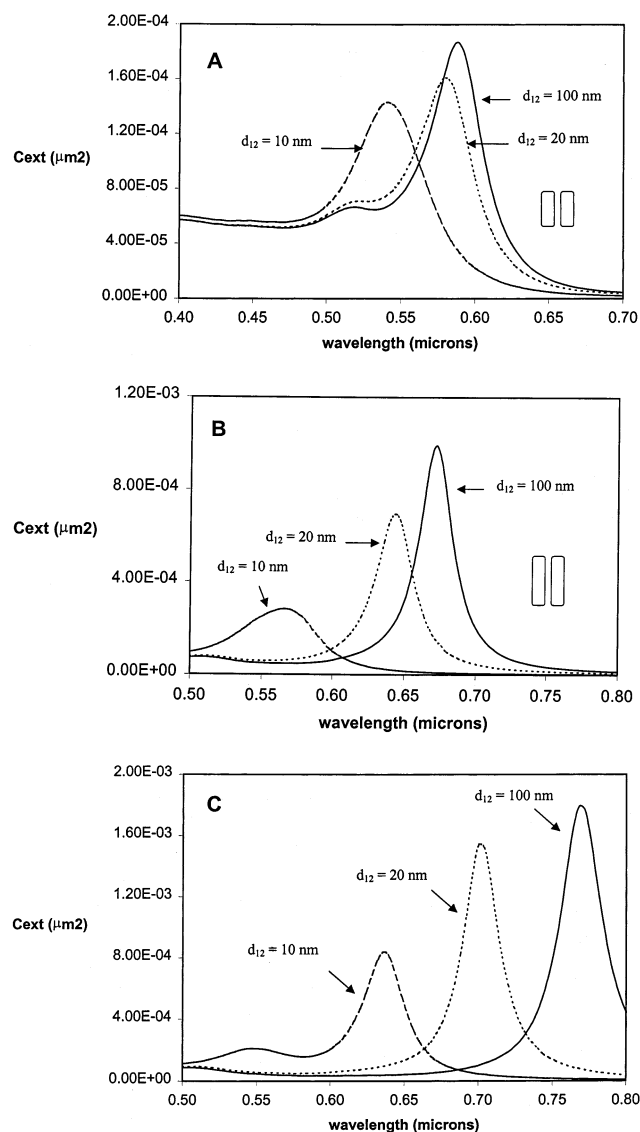 2.00E-04
A
1.60E-04
d12 = 100 nm
d12 = 10 nm
d12 = 20 nm
1.20E-04
Cext (μm2)
8.00E-05
4.00E-05
0.00E+00
0.40 0.45 0.50 0.55 0.60 0.65 0.70
wavelength (microns)
1.20E-03
B
8.00E-04
d12 = 100 nm
Cext (μm2)
d12 = 20 nm
d12 = 10 nm
4.00E-04
0.00E+00
0.50 0.55 0.60 0.65 0.70 0.75 0.80
wavelength (microns)
2.00E-03
C
d12 = 100 nm
1.60E-03
d12 = 20 nm
1.20E-03
Cext (μm2)
d12 = 10 nm
8.00E-04
4.00E-04
0.00E+00
0.50 0.55 0.60 0.65 0.70 0.75 0.80
wavelength (microns)